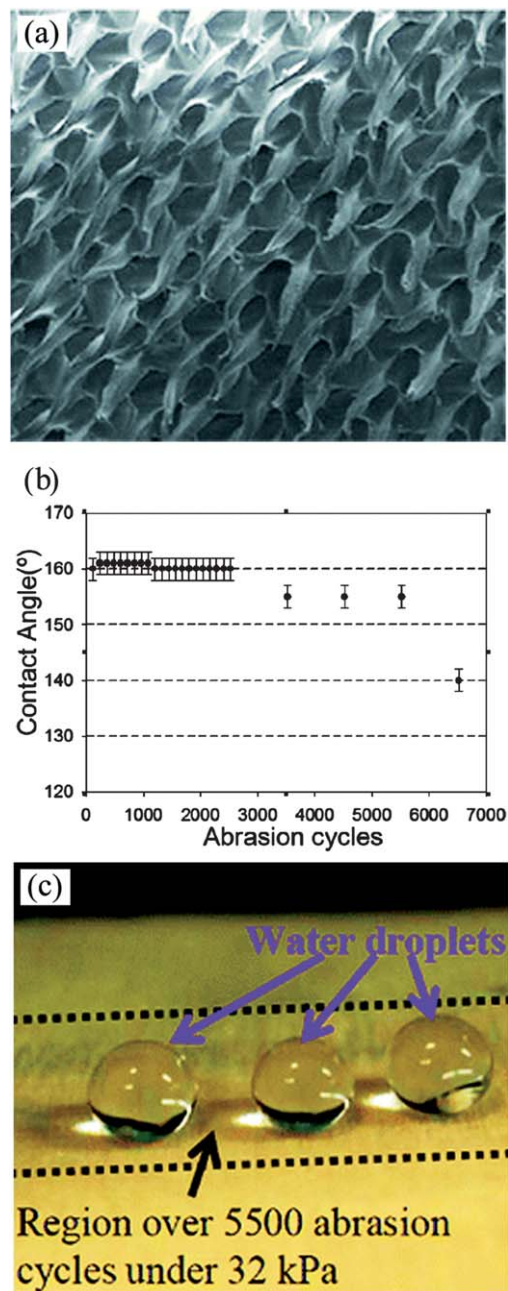 (a)
(b)
170
160
150
140
130
120
Contact Angle(º)
0 1000 2000 3000 4000 5000 6000 7000
Abrasion cycles
(c)
Water droplets
Region over 5500 abrasion
cycles under 32 kPa